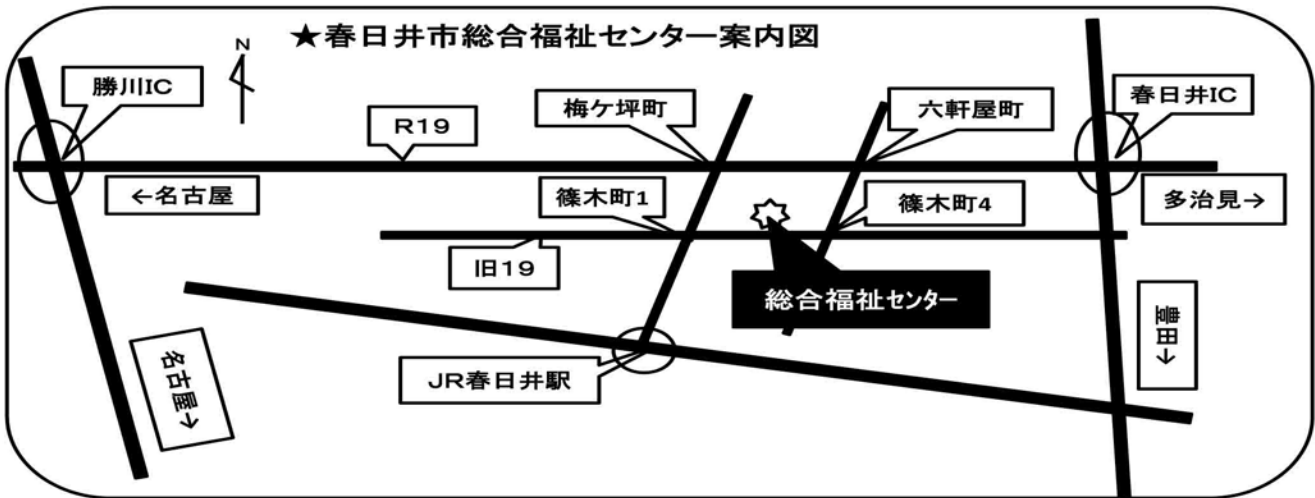 ★春日井市総合福祉センター案内図
N
勝川IC
R19
梅ケ坪町
六軒屋町
春日井IC
←名古屋
篠木町1
篠木町4
多治見→
旧19
総合福祉センター
豊田→
名古屋→
JR春日井駅